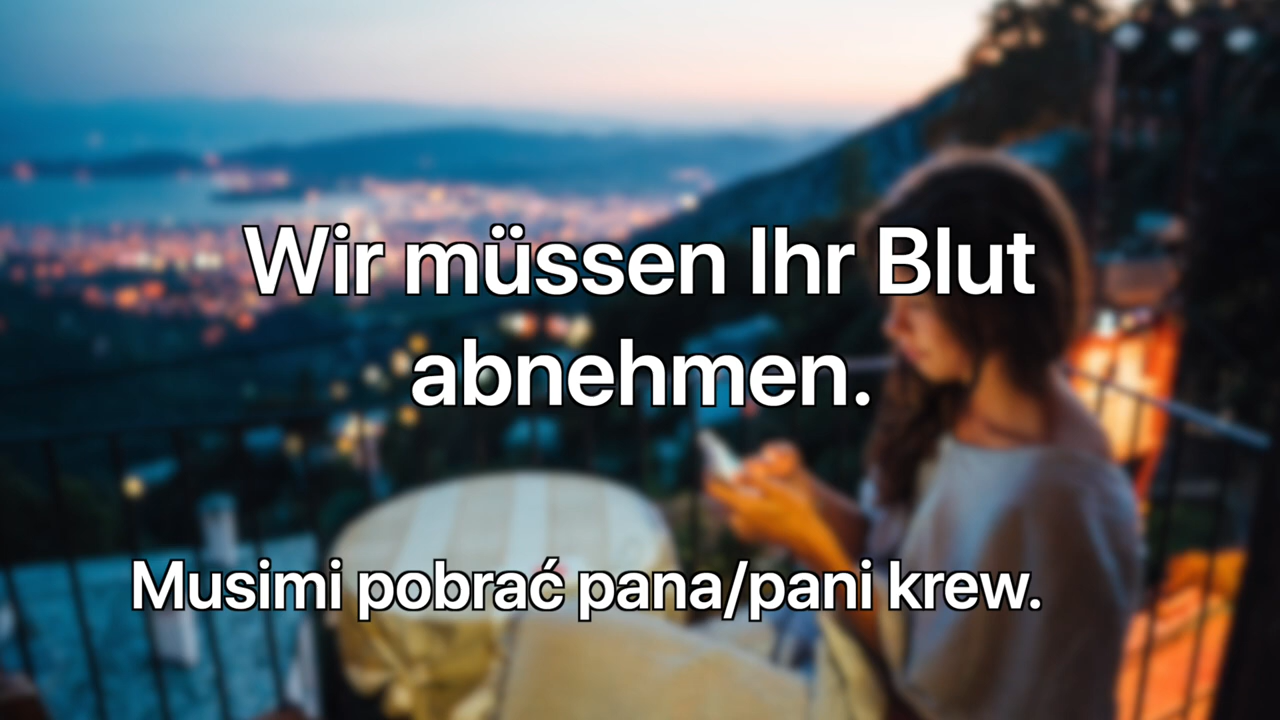 Wir müssen Ihr Blut
abnehmen.
Musimi pobrać pana/pani krew.